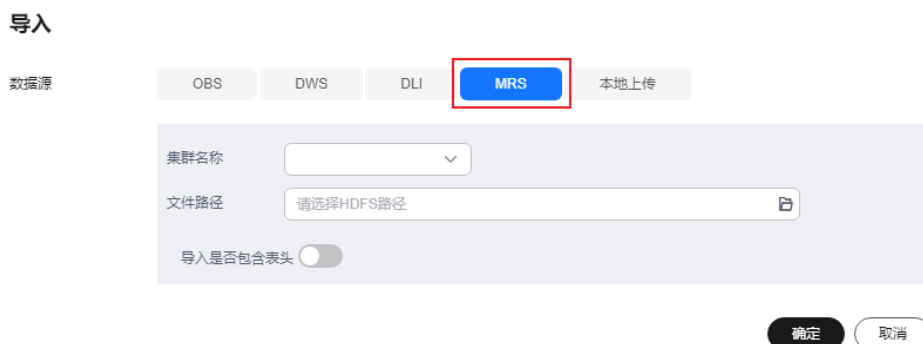 导入
数据源 OBS DWS DLI MRS 本地上传
集群名称
文件路径 请选择HDFS路径
导入是否包含表头
确定 取消